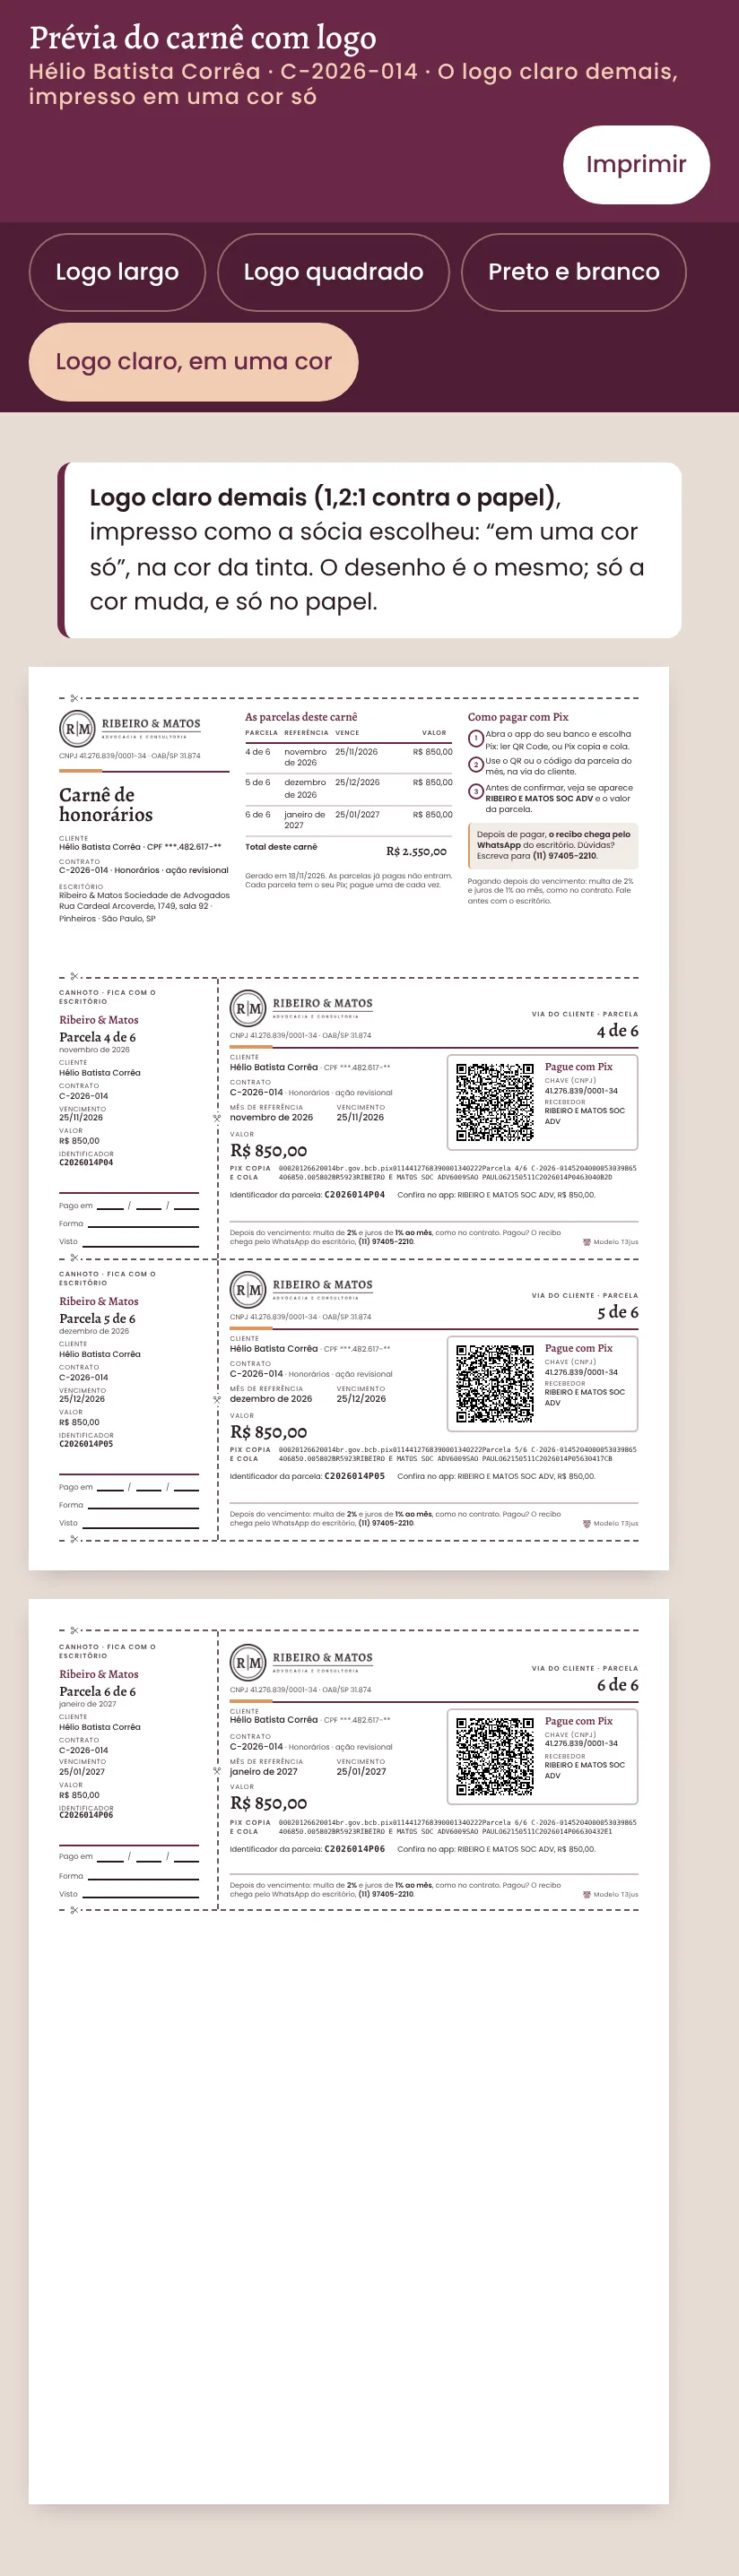 Prévia do carnê com logo
Hélio Batista Corrêa · C-2026-014 · O logo claro demais,
impresso em uma cor só
Imprimir
Logo largo
Logo quadrado
Preto e branco
Logo claro, em uma cor
Logo claro demais (1,2:1 contra o papel),
impresso como a sócia escolheu: “em uma cor
só”, na cor da tinta. O desenho é o mesmo; só a
cor muda, e só no papel.
R|M RIBEIRO & MATOS
CNPJ 41.276.839/0001-34 · OAB/SP 31.874
Carnê de
honorários
CLIENTE
Hélio Batista Corrêa · CPF ***.482.617-**
CONTRATO
C-2026-014 · Honorários · ação revisional
ESCRITÓRIO
Ribeiro & Matos Sociedade de Advogados
Rua Cardeal Arcoverde, 1749, sala 92 ·
Pinheiros · São Paulo, SP
As parcelas deste carnê
PARCELA REFERÊNCIA VENCE VALOR
4 de 6 novembro de 2026 25/11/2026 R$ 850,00
5 de 6 dezembro de 2026 25/12/2026 R$ 850,00
6 de 6 janeiro de 2027 25/01/2027 R$ 850,00
Total deste carnê R$ 2.550,00
Gerado em 18/11/2026. As parcelas já pagas não entram.
Cada parcela tem o seu Pix; pague uma de cada vez.
Como pagar com Pix
1 Abra o app do seu banco e escolha
Pix: ler QR Code, ou Pix copia e cola.
2 Use o QR ou o código da parcela do
mês, na via do cliente.
3 Antes de confirmar, veja se aparece
RIBEIRO E MATOS SOC ADV e o valor
da parcela.
Depois de pagar, o recibo chega pelo
WhatsApp do escritório. Dúvidas?
Escreva para (11) 97405-2210.
Pagando depois do vencimento: multa de 2%
e juros de 1% ao mês, como no contrato. Fale
antes com o escritório.
CANHOTO · FICA COM O
ESCRITÓRIO
Ribeiro & Matos
Parcela 4 de 6
novembro de 2026
CLIENTE
Hélio Batista Corrêa
CONTRATO
C-2026-014
VENCIMENTO
25/11/2026
VALOR
R$ 850,00
IDENTIFICADOR
C2026014P04
Pago em / /
Forma
Visto
R|M RIBEIRO & MATOS
ADVOCACIA E CONSULTORIA
CNPJ 41.276.839/0001-34 · OAB/SP 31.874
VIA DO CLIENTE · PARCELA
4 de 6
CLIENTE
Hélio Batista Corrêa · CPF ***.482.617-**
CONTRATO
C-2026-014 · Honorários · ação revisional
MÊS DE REFERÊNCIA VENCIMENTO
novembro de 2026 25/11/2026
VALOR
R$ 850,00
Pague com Pix
CHAVE (CNPJ)
41.276.839/0001-34
RECEBEDOR
RIBEIRO E MATOS SOC
ADV
PIX COPIA
E COLA
Identificador da parcela: C2026014P04 Confira no app: RIBEIRO E MATOS SOC ADV, R$ 850,00.
Depois do vencimento: multa de 2% e juros de 1% ao mês, como no contrato. Pagou? O recibo
chega pelo WhatsApp do escritório, (11) 97405-2210.
Modelo T3jus
CANHOTO · FICA COM O
ESCRITÓRIO
Ribeiro & Matos
Parcela 5 de 6
dezembro de 2026
CLIENTE
Hélio Batista Corrêa
CONTRATO
C-2026-014
VENCIMENTO
25/12/2026
VALOR
R$ 850,00
IDENTIFICADOR
C2026014P05
Pago em / /
Forma
Visto
R|M RIBEIRO & MATOS
ADVOCACIA E CONSULTORIA
CNPJ 41.276.839/0001-34 · OAB/SP 31.874
VIA DO CLIENTE · PARCELA
5 de 6
CLIENTE
Hélio Batista Corrêa · CPF ***.482.617-**
CONTRATO
C-2026-014 · Honorários · ação revisional
MÊS DE REFERÊNCIA VENCIMENTO
dezembro de 2026 25/12/2026
VALOR
R$ 850,00
Pague com Pix
CHAVE (CNPJ)
41.276.839/0001-34
RECEBEDOR
RIBEIRO E MATOS SOC
ADV
PIX COPIA
E COLA
Identificador da parcela: C2026014P05 Confira no app: RIBEIRO E MATOS SOC ADV, R$ 850,00.
Depois do vencimento: multa de 2% e juros de 1% ao mês, como no contrato. Pagou? O recibo
chega pelo WhatsApp do escritório, (11) 97405-2210.
Modelo T3jus
CANHOTO · FICA COM O
ESCRITÓRIO
Ribeiro & Matos
Parcela 6 de 6
janeiro de 2027
CLIENTE
Hélio Batista Corrêa
CONTRATO
C-2026-014
VENCIMENTO
25/01/2027
VALOR
R$ 850,00
IDENTIFICADOR
C2026014P06
Pago em / /
Forma
Visto
R|M RIBEIRO & MATOS
ADVOCACIA E CONSULTORIA
CNPJ 41.276.839/0001-34 · OAB/SP 31.874
VIA DO CLIENTE · PARCELA
6 de 6
CLIENTE
Hélio Batista Corrêa · CPF ***.482.617-**
CONTRATO
C-2026-014 · Honorários · ação revisional
MÊS DE REFERÊNCIA VENCIMENTO
janeiro de 2027 25/01/2027
VALOR
R$ 850,00
Pague com Pix
CHAVE (CNPJ)
41.276.839/0001-34
RECEBEDOR
RIBEIRO E MATOS SOC
ADV
PIX COPIA
E COLA
Identificador da parcela: C2026014P06 Confira no app: RIBEIRO E MATOS SOC ADV, R$ 850,00.
Depois do vencimento: multa de 2% e juros de 1% ao mês, como no contrato. Pagou? O recibo
chega pelo WhatsApp do escritório, (11) 97405-2210.
Modelo T3jus